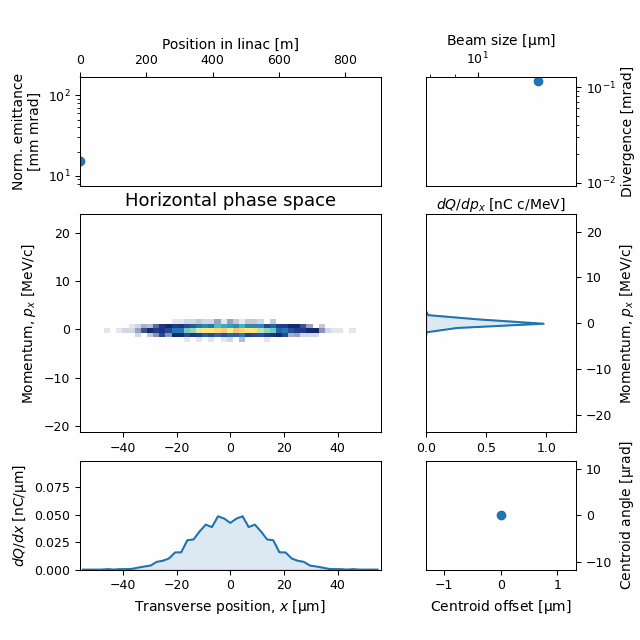 Position in linac [m]
0 200 400 600 800
Norm. emittance
[mm mrad]
10²
10¹
Beam size [μm]
10¹
Divergence [mrad]
10⁻¹
10⁻²
Horizontal phase space
Momentum, pₓ [MeV/c]
20
10
0
−10
−20
−40 −20 0 20 40
dQ/dpₓ [nC c/MeV]
Momentum, pₓ [MeV/c]
20
10
0
−10
−20
0.0 0.5 1.0
dQ/dx [nC/μm]
0.075
0.050
0.025
0.000
−40 −20 0 20 40
Transverse position, x [μm]
Centroid angle [μrad]
10
0
−10
−1 0 1
Centroid offset [μm]